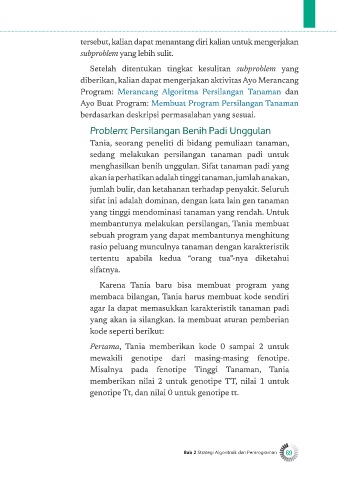 tersebut, kalian dapat menantang diri kalian untuk mengerjakan
subproblem yang lebih sulit.
Setelah ditentukan tingkat kesulitan subproblem yang
diberikan, kalian dapat mengerjakan aktivitas Ayo Merancang
Program: Merancang Algoritma Persilangan Tanaman dan
Ayo Buat Program: Membuat Program Persilangan Tanaman
berdasarkan deskripsi permasalahan yang sesuai.
Problem: Persilangan Benih Padi Unggulan
Tania, seorang peneliti di bidang pemuliaan tanaman,
sedang melakukan persilangan tanaman padi untuk
menghasilkan benih unggulan. Sifat tanaman padi yang
akan ia perhatikan adalah tinggi tanaman, jumlah anakan,
jumlah bulir, dan ketahanan terhadap penyakit. Seluruh
sifat ini adalah dominan, dengan kata lain gen tanaman
yang tinggi mendominasi tanaman yang rendah. Untuk
membantunya melakukan persilangan, Tania membuat
sebuah program yang dapat membantunya menghitung
rasio peluang munculnya tanaman dengan karakteristik
tertentu apabila kedua “orang tua”-nya diketahui
sifatnya.
Karena Tania baru bisa membuat program yang
membaca bilangan, Tania harus membuat kode sendiri
agar Ia dapat memasukkan karakteristik tanaman padi
yang akan ia silangkan. Ia membuat aturan pemberian
kode seperti berikut:
Pertama, Tania memberikan kode 0 sampai 2 untuk
mewakili genotipe dari masing-masing fenotipe.
Misalnya pada fenotipe Tinggi Tanaman, Tania
memberikan nilai 2 untuk genotipe TT, nilai 1 untuk
genotipe Tt, dan nilai 0 untuk genotipe tt.
Bab 2 Strategi Algoritmik dan Pemrograman 69